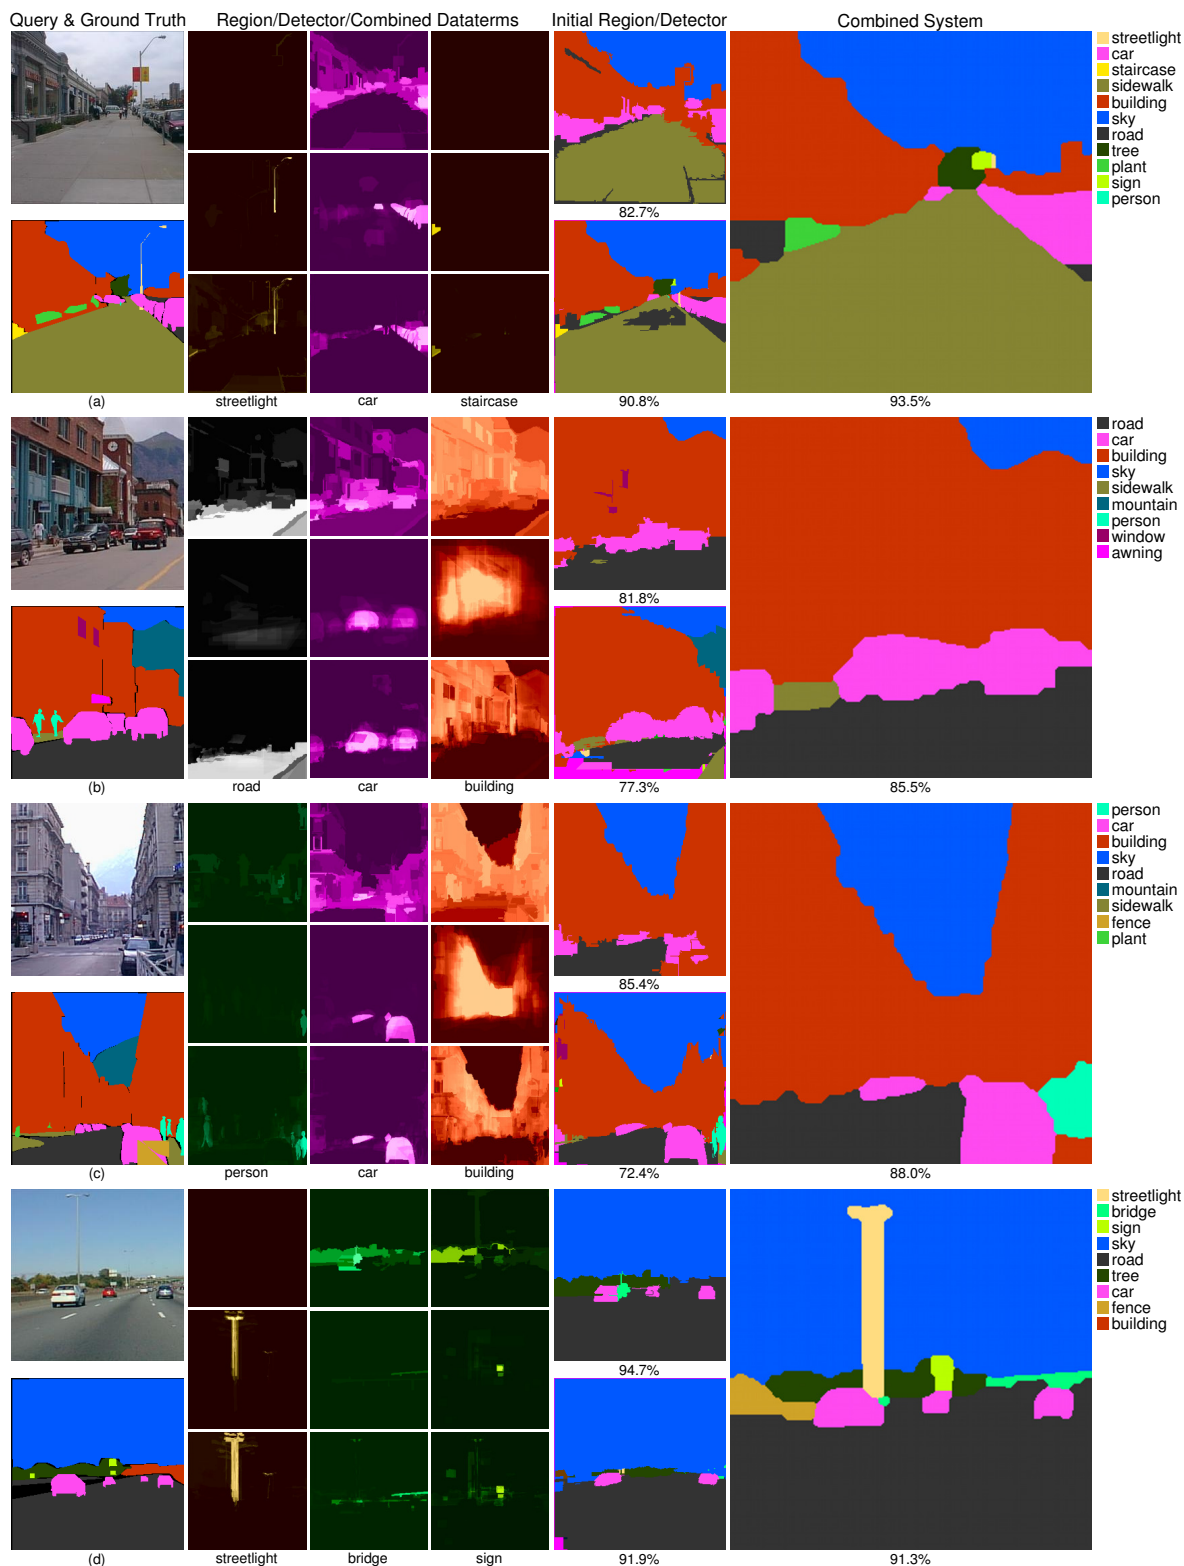 Query & Ground Truth
Region/Detector/Combined Dataterms
Initial Region/Detector
Combined System
streetlight
car
staircase
sidewalk
building
sky
road
tree
plant
sign
person
82.7%
(a)
streetlight
car
staircase
90.8%
93.5%
road
car
building
sky
sidewalk
mountain
person
window
awning
81.8%
(b)
road
car
building
77.3%
85.5%
person
car
building
sky
road
mountain
sidewalk
fence
plant
85.4%
(c)
person
car
building
72.4%
88.0%
streetlight
bridge
sign
sky
road
tree
car
fence
building
94.7%
(d)
streetlight
bridge
sign
91.9%
91.3%